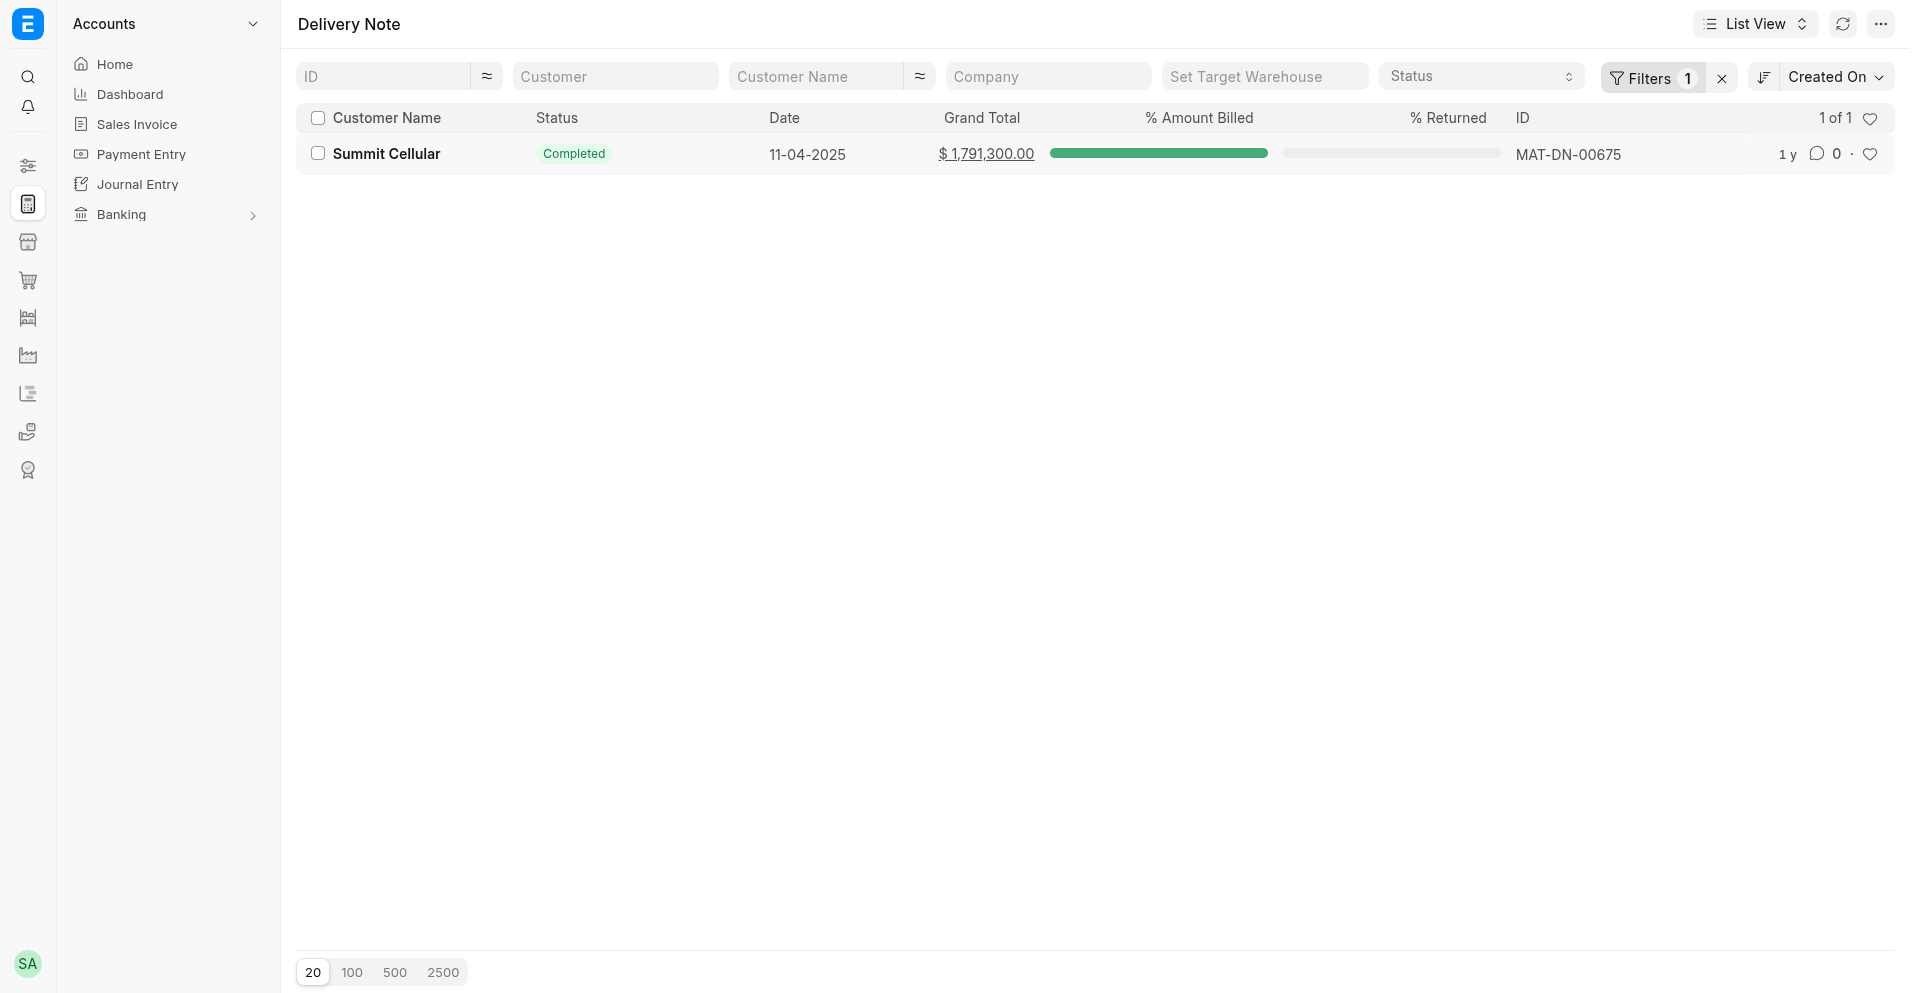 Accounts
Delivery Note
List View
Home
Dashboard
Sales Invoice
Payment Entry
Journal Entry
Banking
ID ≈ Customer Customer Name ≈ Company Set Target Warehouse Status Filters 1 Created On
Customer Name Status Date Grand Total % Amount Billed % Returned ID 1 of 1
Summit Cellular Completed 11-04-2025 $ 1,791,300.00 MAT-DN-00675 1 y 0 ·
20 100 500 2500
SA